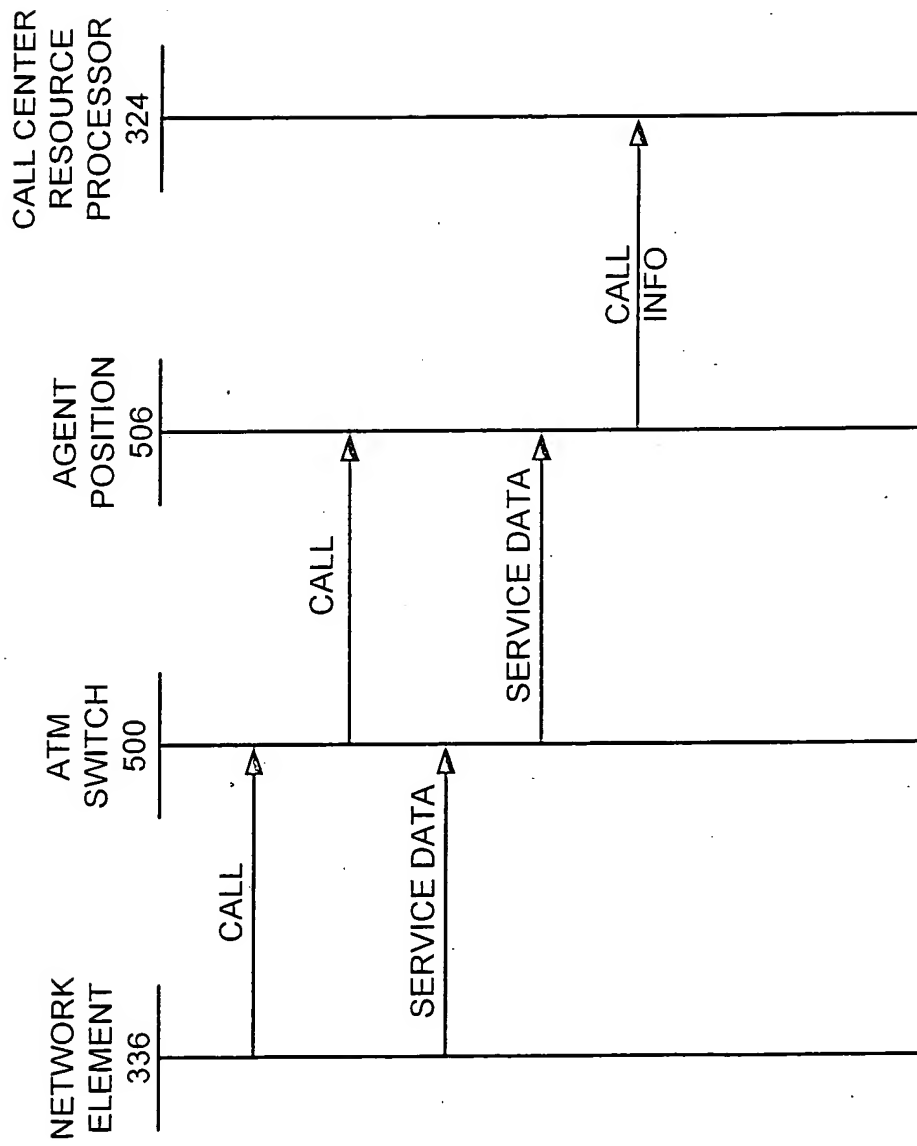 NETWORK
ELEMENT
336
ATM
SWITCH
500
AGENT
POSITION
506
CALL CENTER
RESOURCE
PROCESSOR
324
CALL
CALL
SERVICE DATA
SERVICE DATA
CALL
INFO